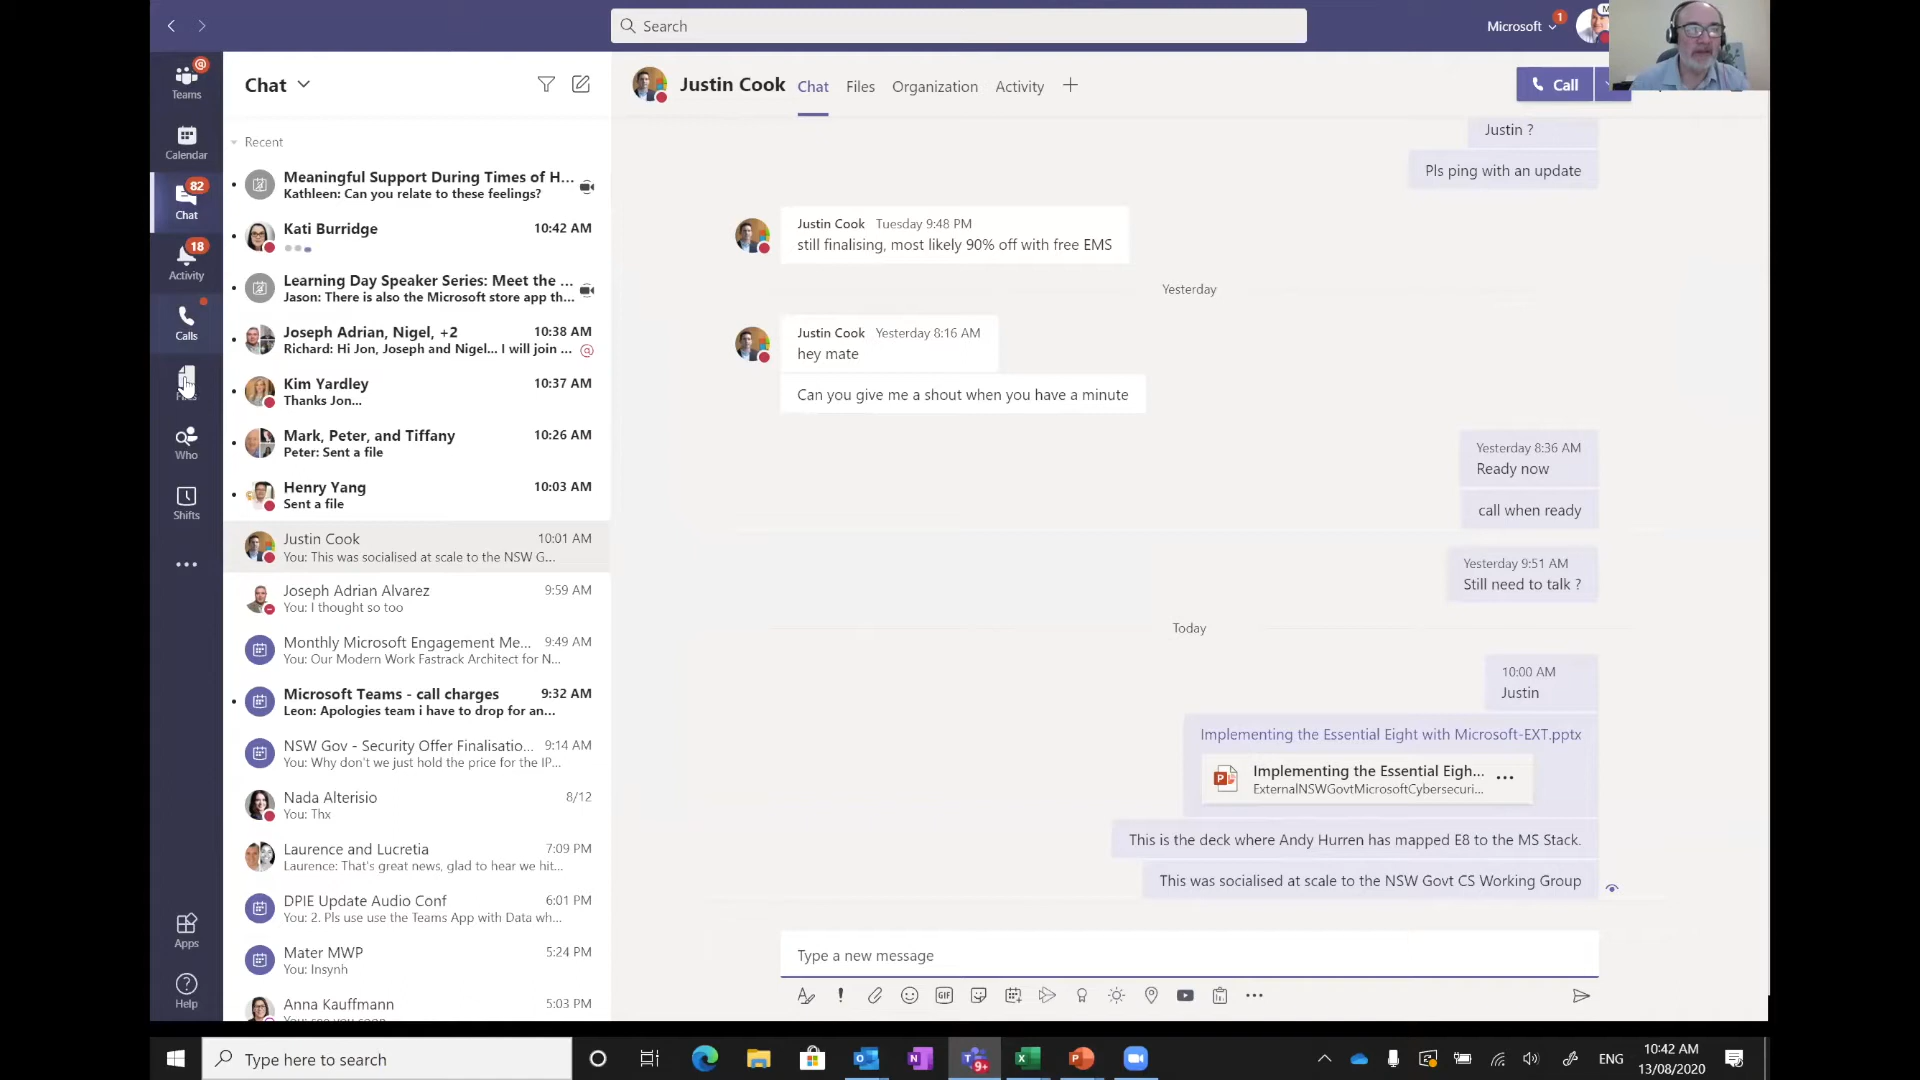 Search
Microsoft
1
M
Teams
Calendar
82
Chat
18
Activity
Calls
Who
Shifts
Apps
Help
Chat
Recent
Meaningful Support During Times of H...
Kathleen: Can you relate to these feelings?
Kati Burridge 10:42 AM
Learning Day Speaker Series: Meet the ...
Jason: There is also the Microsoft store app th...
Joseph Adrian, Nigel, +2 10:38 AM
Richard: Hi Jon, Joseph and Nigel... I will join ... @
Kim Yardley 10:37 AM
Thanks Jon...
Mark, Peter, and Tiffany 10:26 AM
Peter: Sent a file
Henry Yang 10:03 AM
Sent a file
Justin Cook 10:01 AM
You: This was socialised at scale to the NSW G...
Joseph Adrian Alvarez 9:59 AM
You: I thought so too
Monthly Microsoft Engagement Me... 9:49 AM
You: Our Modern Work Fastrack Architect for N...
Microsoft Teams - call charges 9:32 AM
Leon: Apologies team i have to drop for an...
NSW Gov - Security Offer Finalisatio... 9:14 AM
You: Why don't we just hold the price for the IP...
Nada Alterisio 8/12
You: Thx
Laurence and Lucretia 7:09 PM
Laurence: That's great news, glad to hear we hit...
DPIE Update Audio Conf 6:01 PM
You: 2. Pls use use the Teams App with Data wh...
Mater MWP 5:24 PM
You: Insynh
Anna Kauffmann 5:03 PM
Justin Cook Chat Files Organization Activity
Call
Justin ?
Pls ping with an update
Justin Cook Tuesday 9:48 PM
still finalising, most likely 90% off with free EMS
Yesterday
Justin Cook Yesterday 8:16 AM
hey mate
Can you give me a shout when you have a minute
Yesterday 8:36 AM
Ready now
call when ready
Yesterday 9:51 AM
Still need to talk ?
Today
10:00 AM
Justin
Implementing the Essential Eight with Microsoft-EXT.pptx
Implementing the Essential Eigh...
ExternalNSWGovtMicrosoftCybersecuri...
This is the deck where Andy Hurren has mapped E8 to the MS Stack.
This was socialised at scale to the NSW Govt CS Working Group
Type a new message
GIF
Type here to search
9+
ENG
10:42 AM
13/08/2020